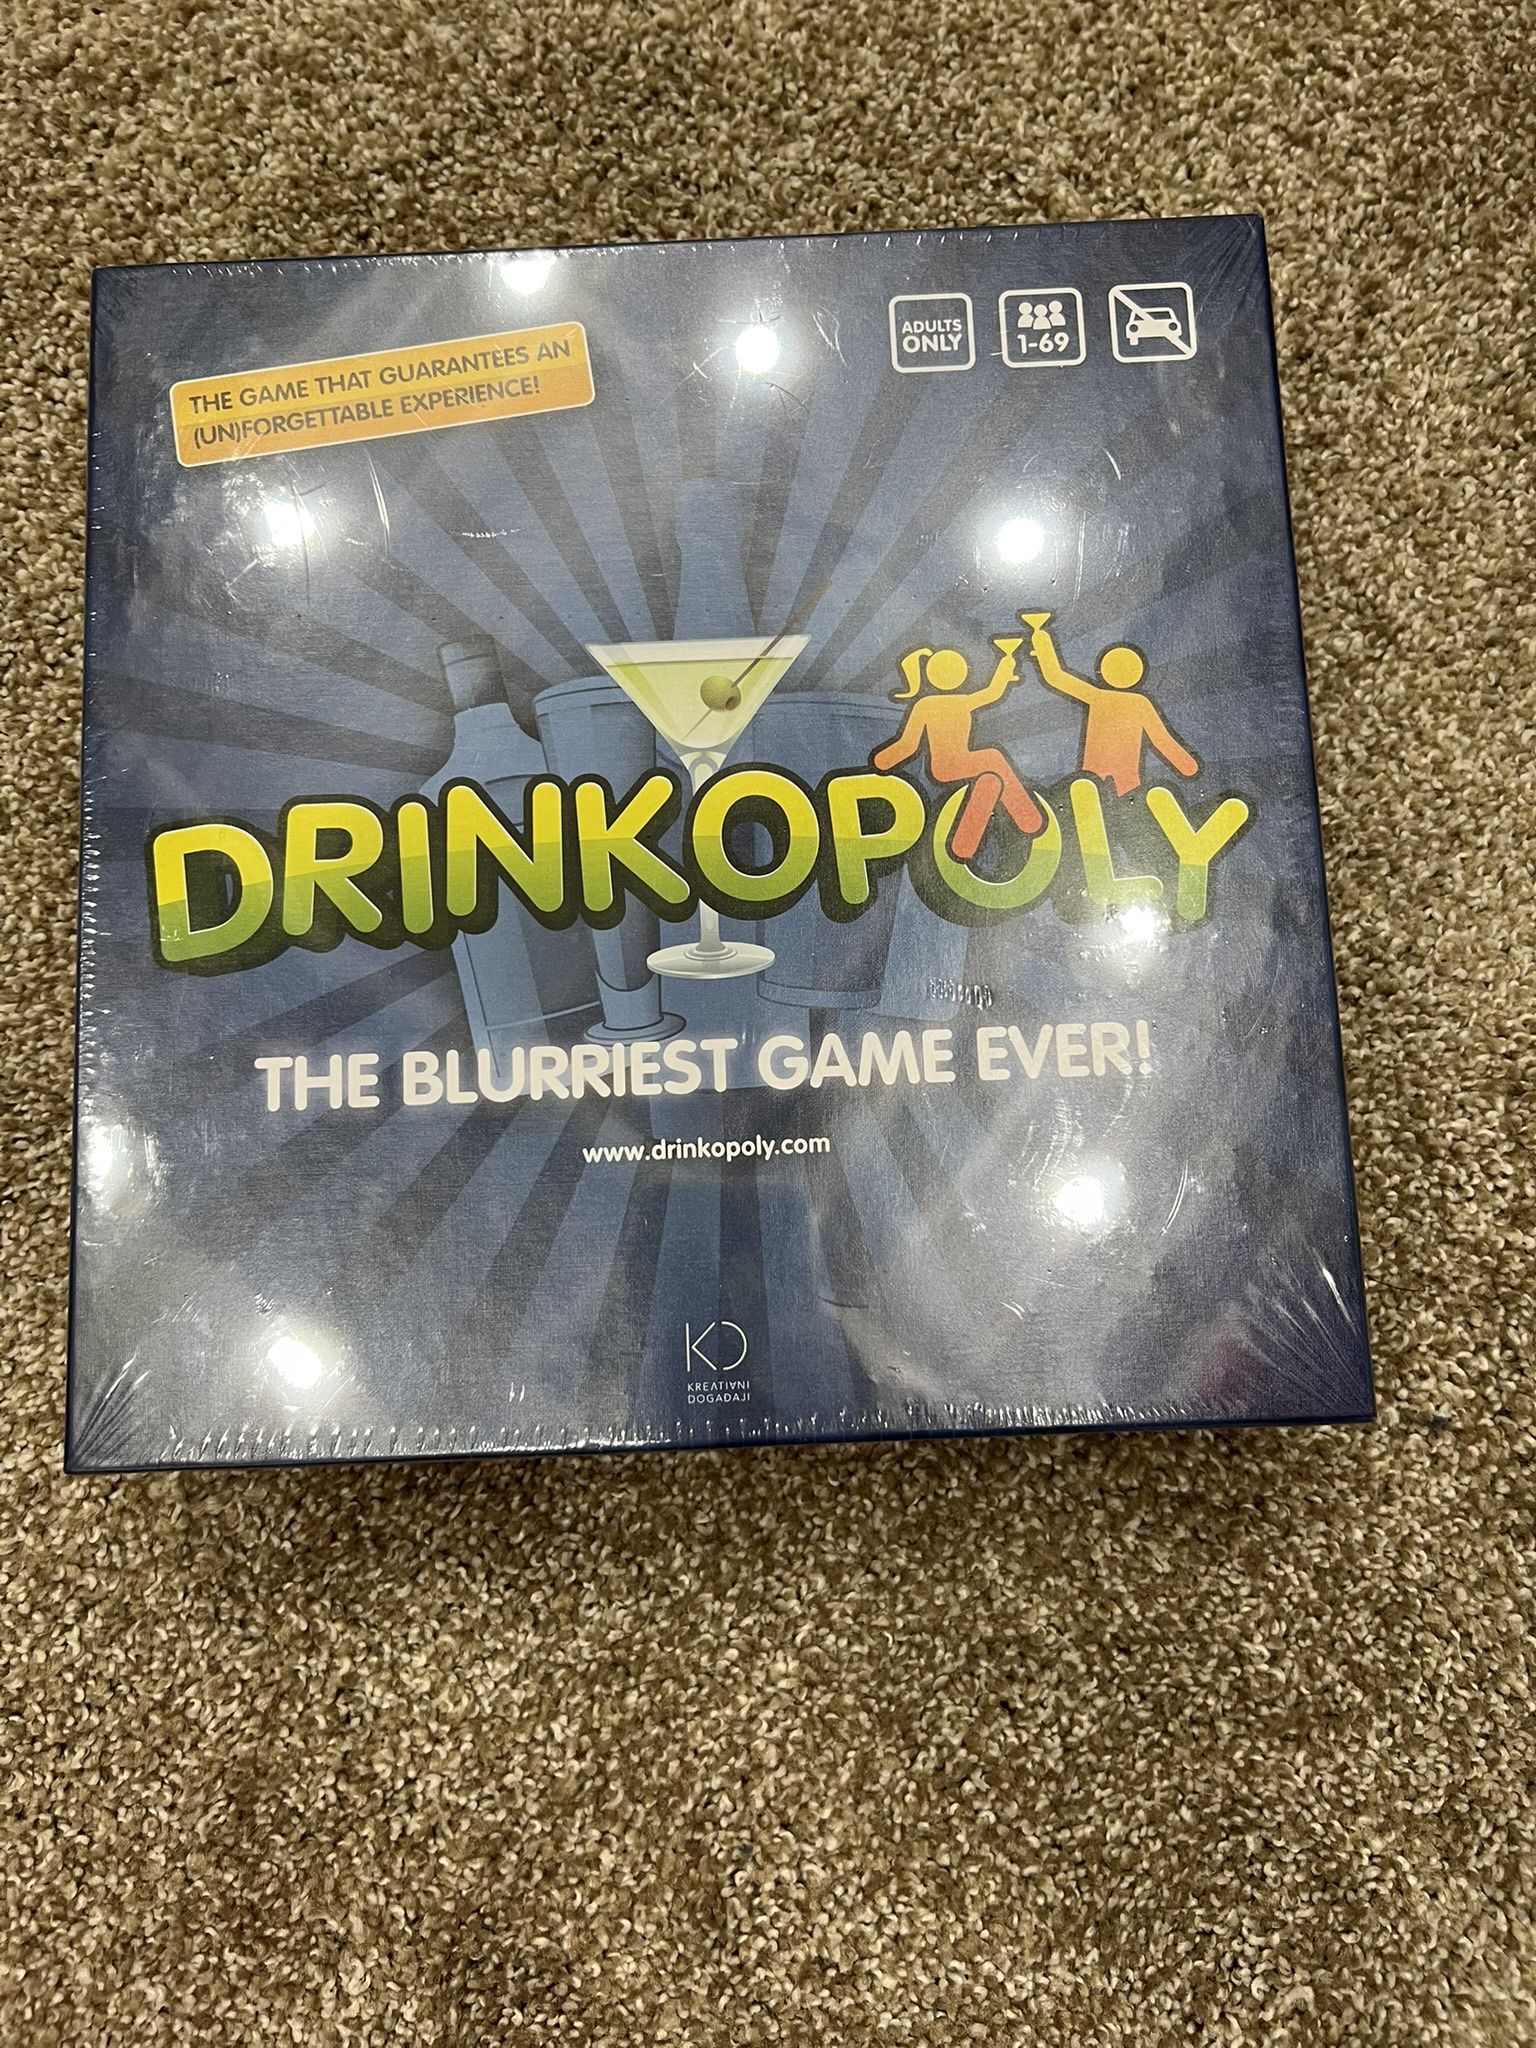 THE GAME THAT GUARANTEES AN
(UN)FORGETTABLE EXPERIENCE!
ADULTS
ONLY
1-69
DRINKOPOLY
THE BLURRIEST GAME EVER!
www.drinkopoly.com
KD
KREATIVNI
DOGAĐAJI